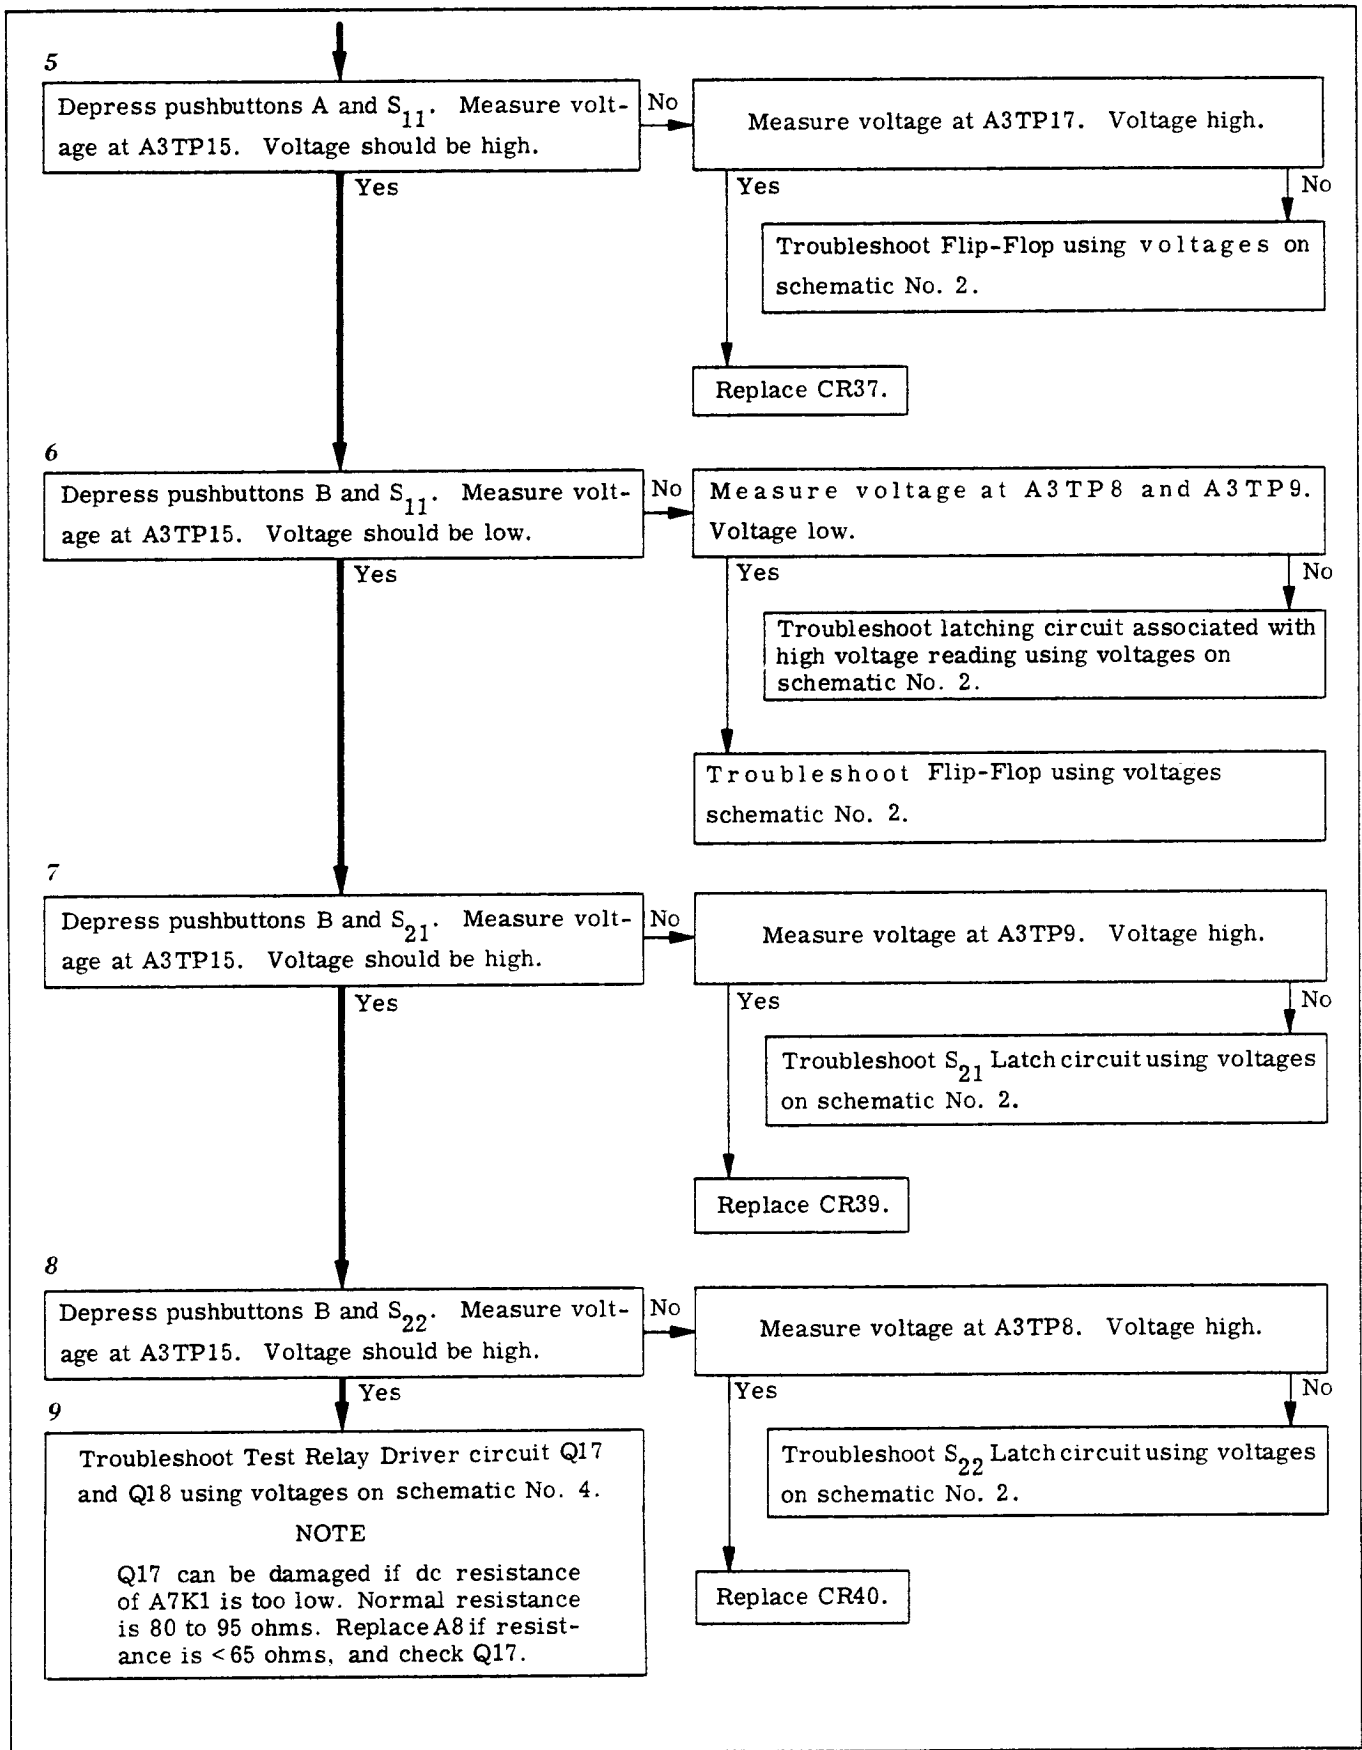 5
Depress pushbuttons A and S11. Measure volt-
age at A3TP15. Voltage should be high.
No
Measure voltage at A3TP17. Voltage high.
Yes
Yes
No
Troubleshoot Flip-Flop using voltages on
schematic No. 2.
Replace CR37.
6
Depress pushbuttons B and S11. Measure volt-
age at A3TP15. Voltage should be low.
No
Measure voltage at A3TP8 and A3TP9.
Voltage low.
Yes
Yes
No
Troubleshoot latching circuit associated with
high voltage reading using voltages on
schematic No. 2.
Troubleshoot Flip-Flop using voltages
schematic No. 2.
7
Depress pushbuttons B and S21. Measure volt-
age at A3TP15. Voltage should be high.
No
Measure voltage at A3TP9. Voltage high.
Yes
Yes
No
Troubleshoot S21 Latch circuit using voltages
on schematic No. 2.
Replace CR39.
8
Depress pushbuttons B and S22. Measure volt-
age at A3TP15. Voltage should be high.
No
Measure voltage at A3TP8. Voltage high.
Yes
Yes
No
Troubleshoot S22 Latch circuit using voltages
on schematic No. 2.
Replace CR40.
9
Troubleshoot Test Relay Driver circuit Q17
and Q18 using voltages on schematic No. 4.
NOTE
Q17 can be damaged if dc resistance
of A7K1 is too low. Normal resistance
is 80 to 95 ohms. Replace A8 if resist-
ance is <65 ohms, and check Q17.